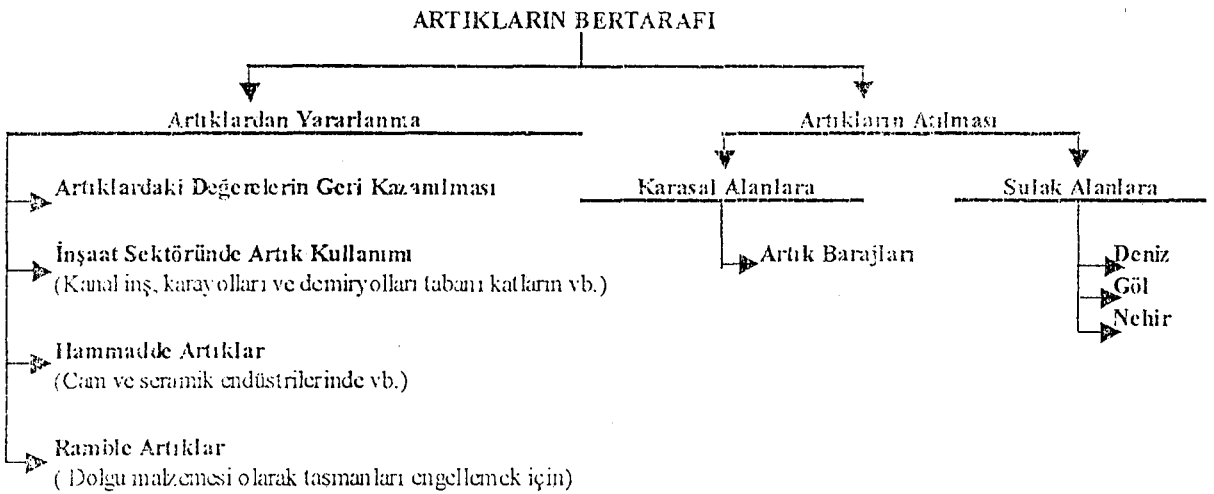 ARTIKLARIN BERTARAFI
Artıklardan Yararlanma
Artıkların Atılması
Artıklardaki Değerelerin Geri Kazanılması
Karasal Alanlara
Sulak Alanlara
İnşaat Sektöründe Artık Kullanımı
(Kanal inş, karayolları ve demiryolları tabanı katların vb.)
Artık Barajları
Deniz
Göl
Nehir
Hammadde Artıklar
(Cam ve seramik endüstrilerinde vb.)
Ramble Artıklar
( Dolgu malzemesi olarak tasmanları engellemek için)